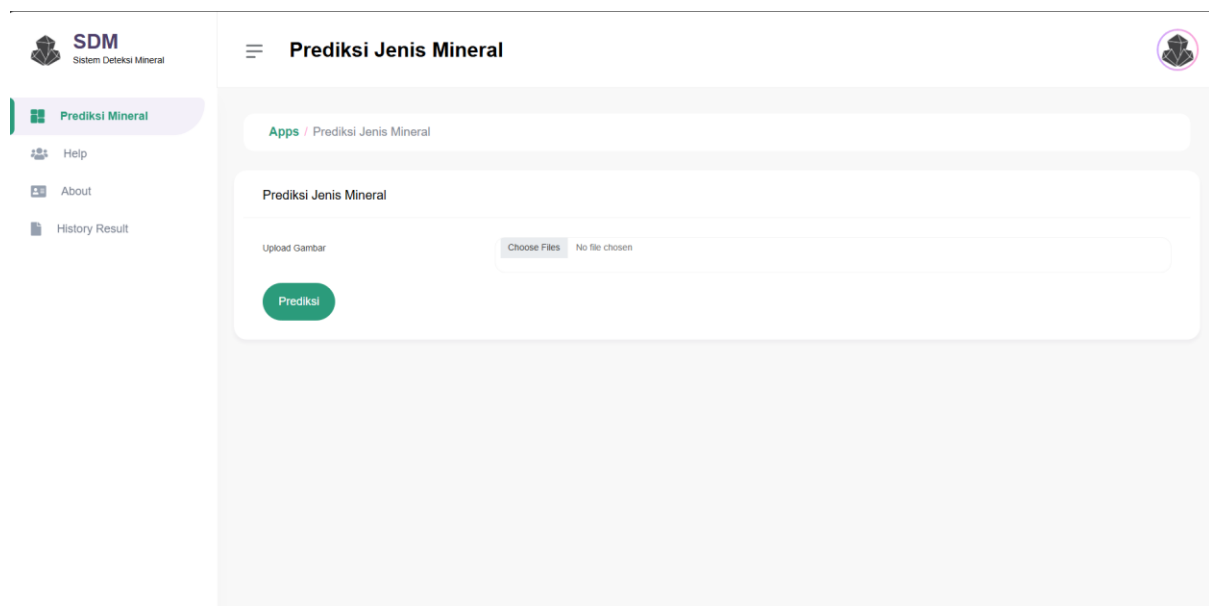 SDM
Sistem Deteksi Mineral
Prediksi Jenis Mineral
Prediksi Mineral
Help
About
History Result
Apps / Prediksi Jenis Mineral
Prediksi Jenis Mineral
Upload Gambar
Choose Files No file chosen
Prediksi